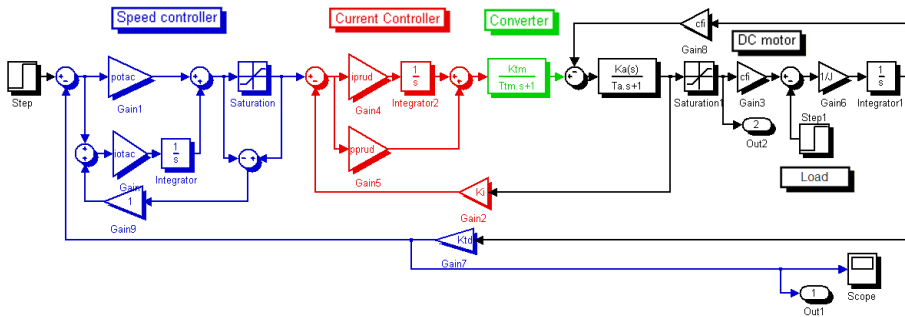 Speed controller
Current Controller
Converter
DC motor
Load
Step
potac
Gain1
iotac
Gain
1
s
Integrator
1
Gain9
Saturation
iprud
Gain4
1
s
Integrator2
pprud
Gain5
Ki
Gain2
Ktm
Ttm.s+1
cfi
Gain8
Ka(s)
Ta.s+1
Saturation1
cfi
Gain3
2
Out2
Step1
1/J
Gain6
1
s
Integrator1
Ktd
Gain7
Scope
1
Out1